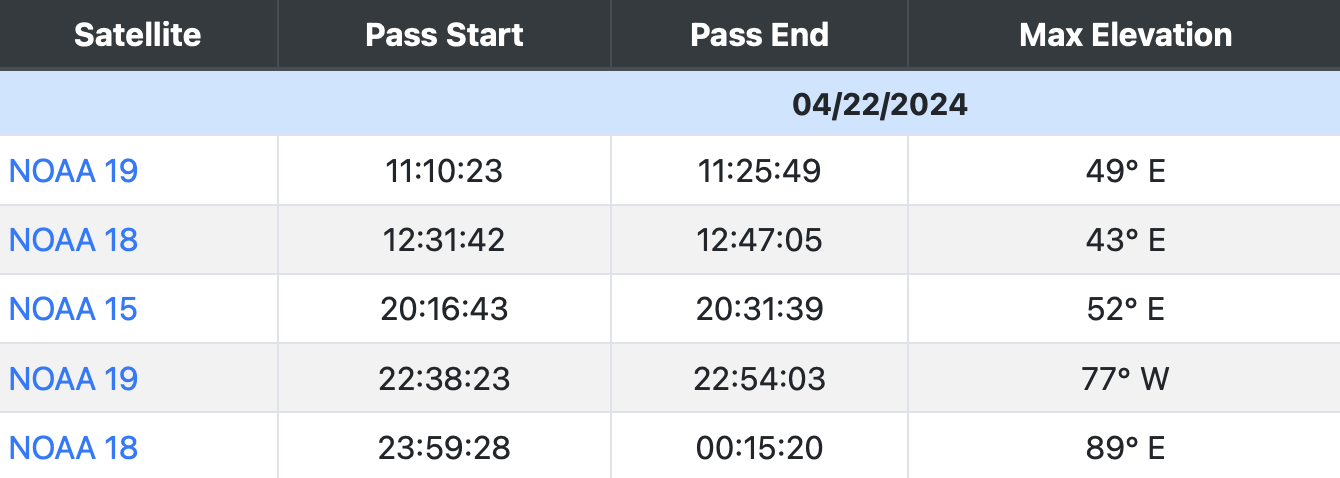 Satellite Pass Start Pass End Max Elevation
04/22/2024
NOAA 19 11:10:23 11:25:49 49° E
NOAA 18 12:31:42 12:47:05 43° E
NOAA 15 20:16:43 20:31:39 52° E
NOAA 19 22:38:23 22:54:03 77° W
NOAA 18 23:59:28 00:15:20 89° E